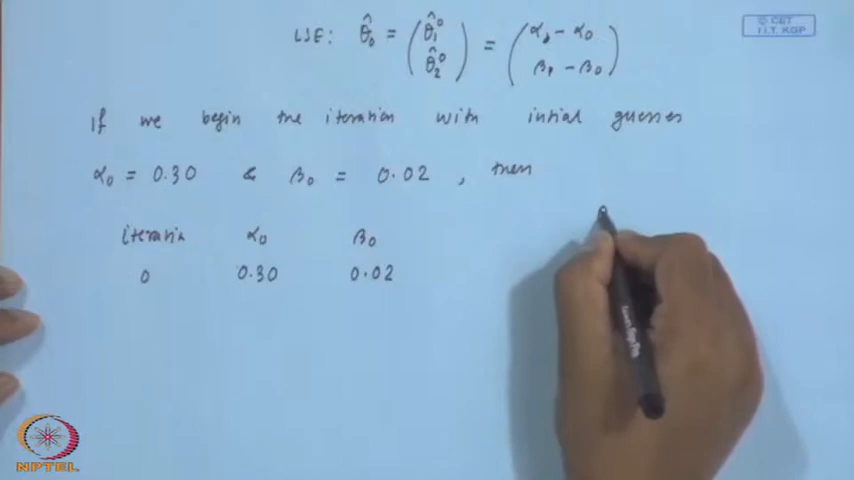 © CET
I.I.T. KGP
LSE: θ̂₀ = (θ̂₁⁰ θ̂₂⁰) = (α₁ - α₀ β₁ - β₀)
If we begin the iteration with intial guesses
α₀ = 0.30 & β₀ = 0.02 , then
iteration α₀ β₀
0 0.30 0.02
NPTEL